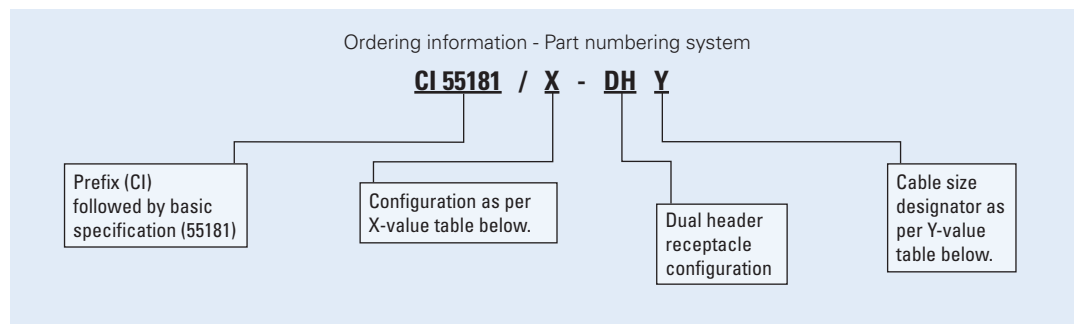 Ordering information - Part numbering system
CI 55181 / X - DH Y
Prefix (CI)
followed by basic
specification (55181)
Configuration as per
X-value table below.
Dual header
receptacle
configuration
Cable size
designator as
per Y-value
table below.